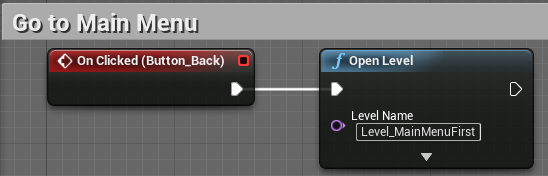 Go to Main Menu
On Clicked (Button_Back)
f Open Level
Level Name
Level_MainMenuFirst